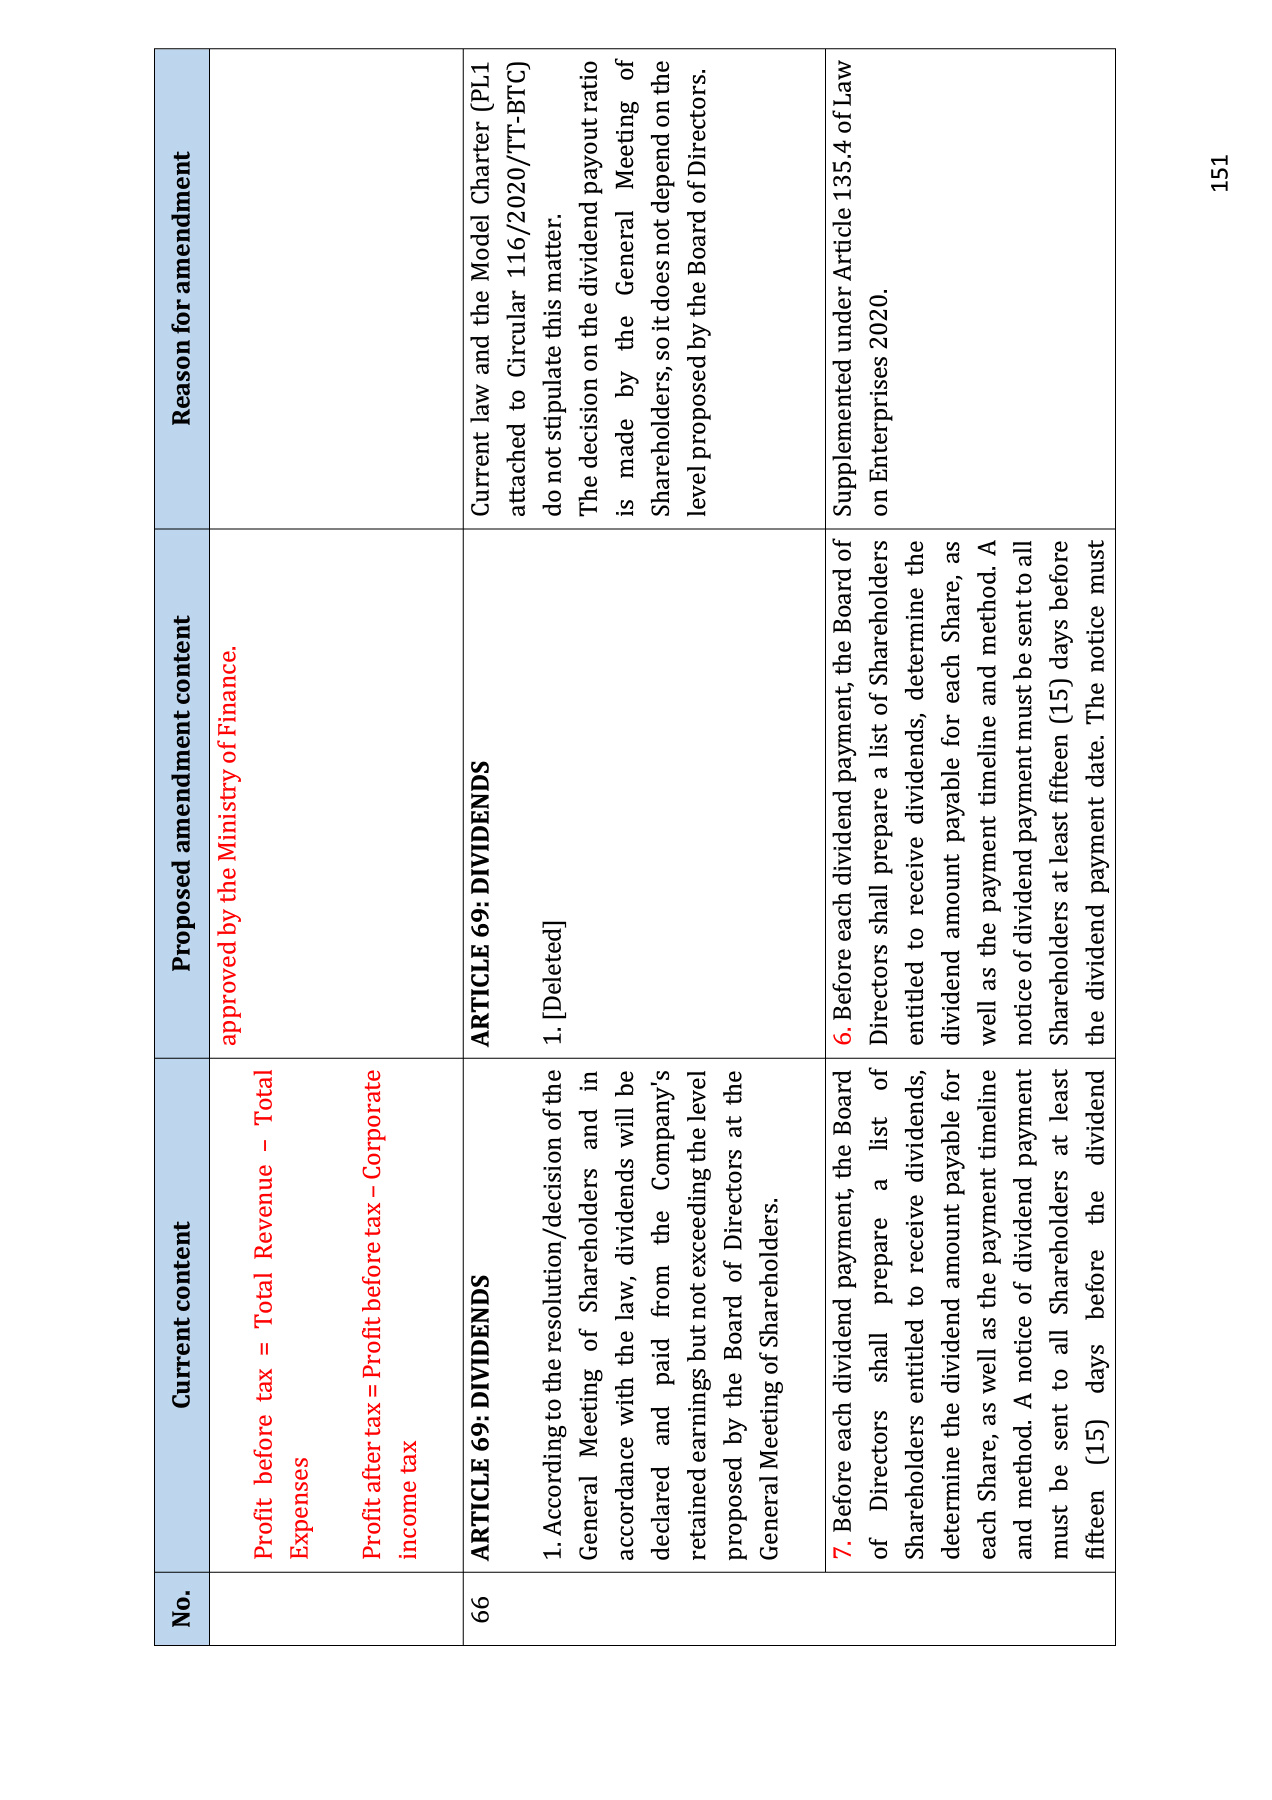 No.
Current content
Proposed amendment content
Reason for amendment
Profit before tax = Total Revenue – Total
Expenses
Profit after tax = Profit before tax – Corporate
income tax
approved by the Ministry of Finance.
66
ARTICLE 69: DIVIDENDS
1. According to the resolution/decision of the
General Meeting of Shareholders and in
accordance with the law, dividends will be
declared and paid from the Company's
retained earnings but not exceeding the level
proposed by the Board of Directors at the
General Meeting of Shareholders.
ARTICLE 69: DIVIDENDS
1. [Deleted]
Current law and the Model Charter (PL1
attached to Circular 116/2020/TT-BTC)
do not stipulate this matter.
The decision on the dividend payout ratio
is made by the General Meeting of
Shareholders, so it does not depend on the
level proposed by the Board of Directors.
7. Before each dividend payment, the Board
of Directors shall prepare a list of
Shareholders entitled to receive dividends,
determine the dividend amount payable for
each Share, as well as the payment timeline
and method. A notice of dividend payment
must be sent to all Shareholders at least
fifteen (15) days before the dividend
6. Before each dividend payment, the Board of
Directors shall prepare a list of Shareholders
entitled to receive dividends, determine the
dividend amount payable for each Share, as
well as the payment timeline and method. A
notice of dividend payment must be sent to all
Shareholders at least fifteen (15) days before
the dividend payment date. The notice must
Supplemented under Article 135.4 of Law
on Enterprises 2020.
151